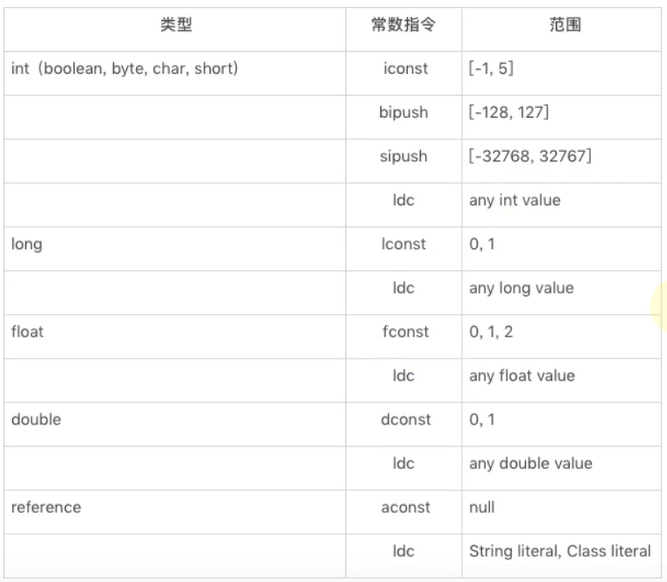 类型 常数指令 范围
int（boolean, byte, char, short） iconst [-1, 5]
bipush [-128, 127]
sipush [-32768, 32767]
ldc any int value
long lconst 0, 1
ldc any long value
float fconst 0, 1, 2
ldc any float value
double dconst 0, 1
ldc any double value
reference aconst null
ldc String literal, Class literal